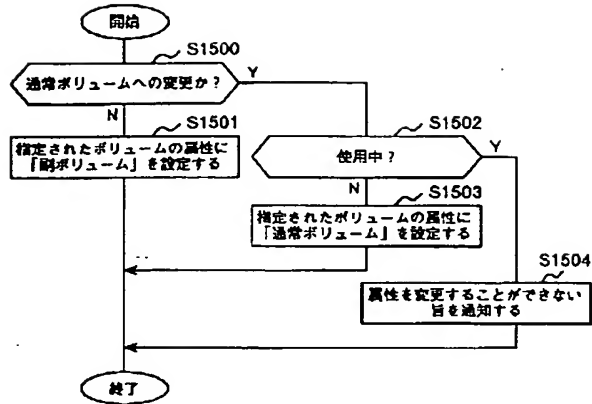 開始
S1500
通常ボリュームへの変更か?
Y
N
S1501
指定されたボリュームの属性に
「副ボリューム」を設定する
S1502
使用中?
Y
N
S1503
指定されたボリュームの属性に
「通常ボリューム」を設定する
S1504
属性を変更することができない
旨を通知する
終了